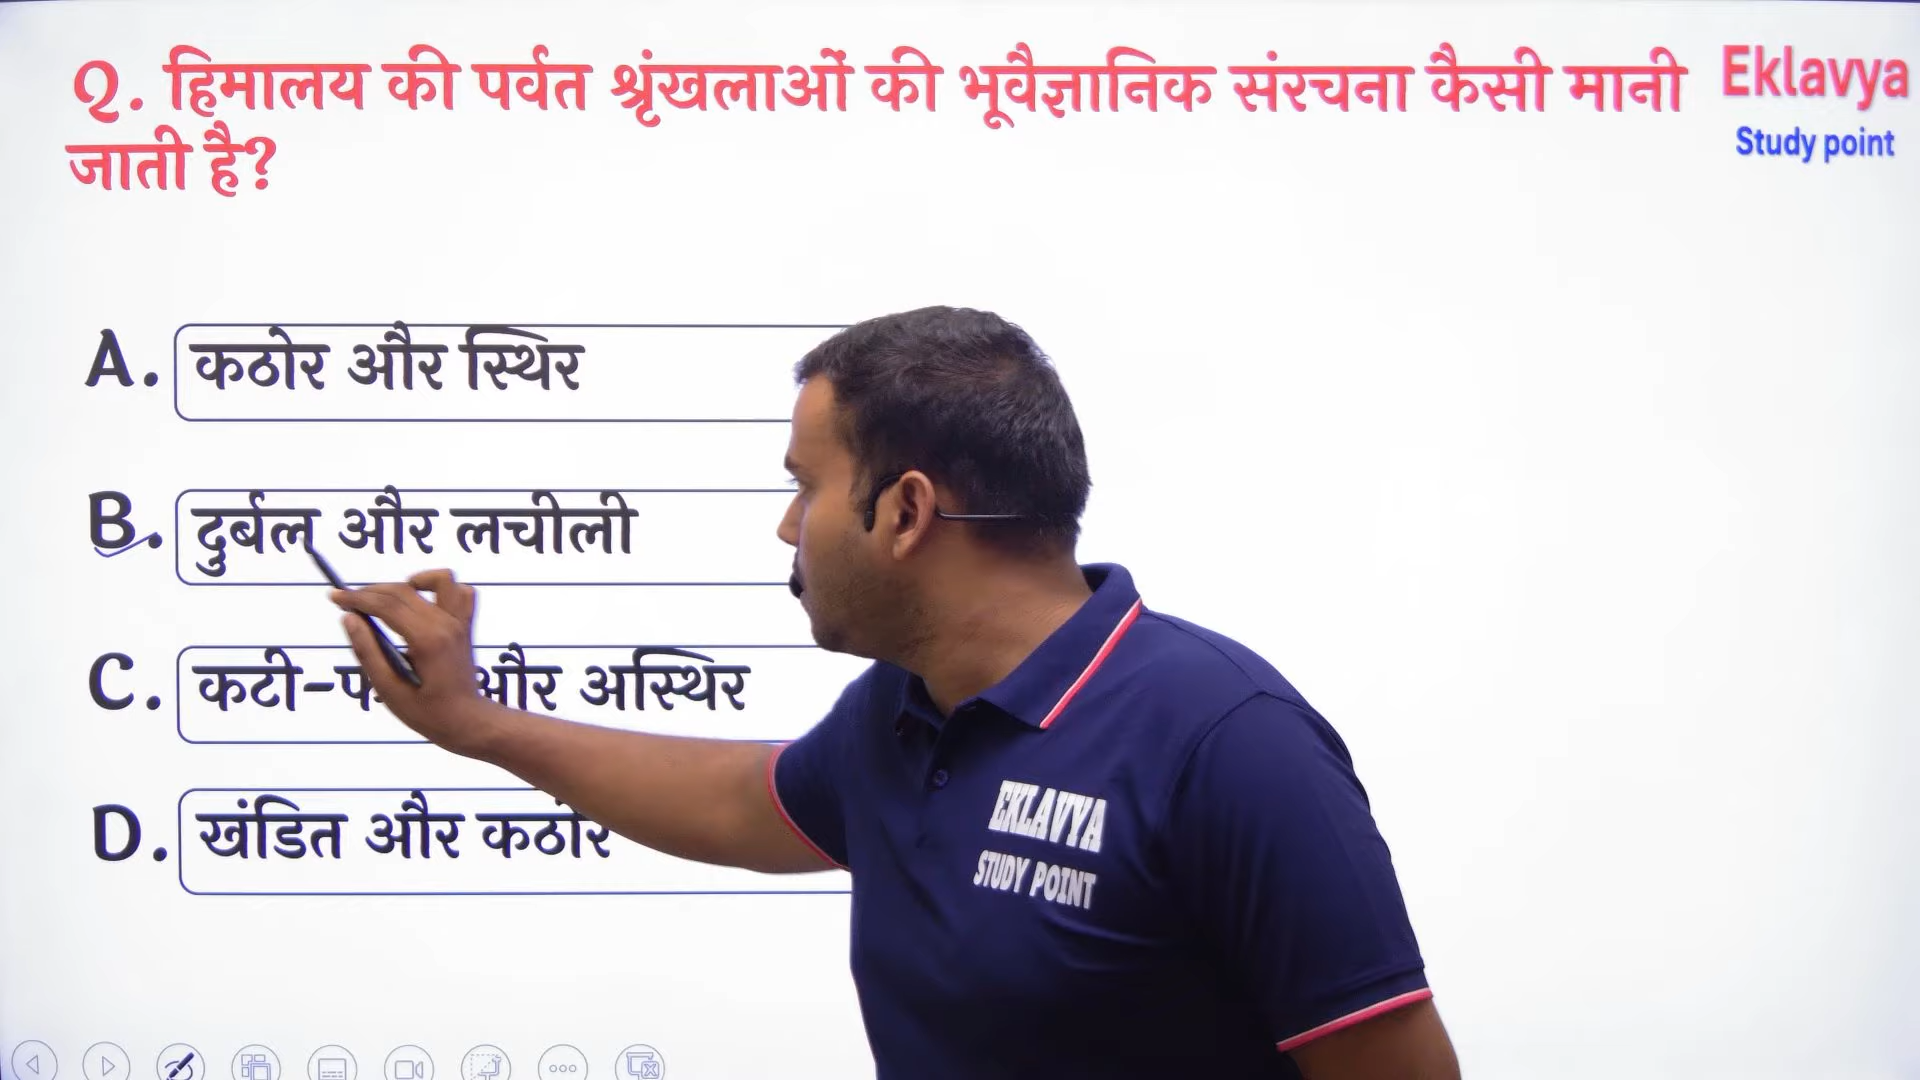 Q. हिमालय की पर्वत श्रृंखलाओं की भूवैज्ञानिक संरचना कैसी मानी
जाती है?
Eklavya
Study point
A. कठोर और स्थिर
B. दुर्बल और लचीली
C. कटी- और अस्थिर
D. खंडित और कठोर
EKLAVYA
STUDY POINT